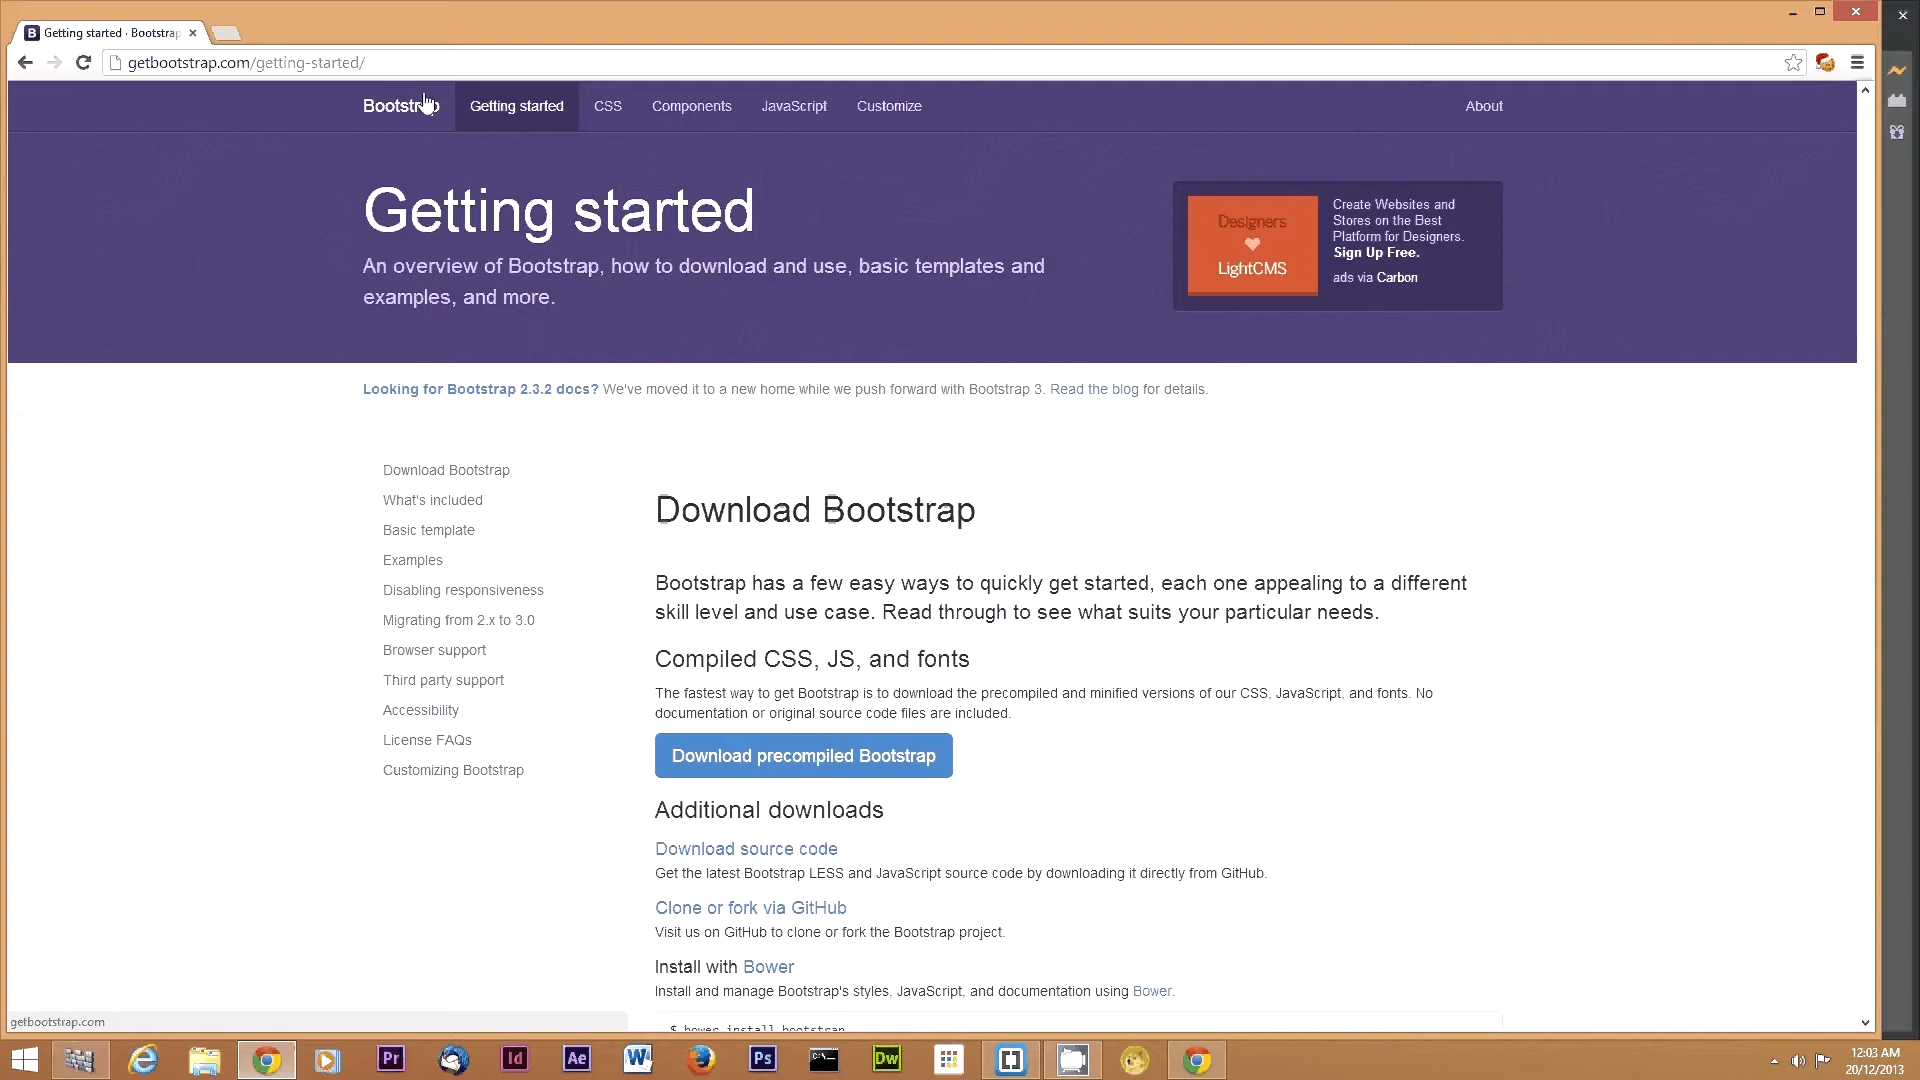 Getting started · Bootstrap
getbootstrap.com/getting-started/
Bootstrap
Getting started
CSS
Components
JavaScript
Customize
About
Getting started
An overview of Bootstrap, how to download and use, basic templates and
examples, and more.
Designers
LightCMS
Create Websites and
Stores on the Best
Platform for Designers.
Sign Up Free.
ads via Carbon
Looking for Bootstrap 2.3.2 docs? We've moved it to a new home while we push forward with Bootstrap 3. Read the blog for details.
Download Bootstrap
What's included
Basic template
Examples
Disabling responsiveness
Migrating from 2.x to 3.0
Browser support
Third party support
Accessibility
License FAQs
Customizing Bootstrap
Download Bootstrap
Bootstrap has a few easy ways to quickly get started, each one appealing to a different
skill level and use case. Read through to see what suits your particular needs.
Compiled CSS, JS, and fonts
The fastest way to get Bootstrap is to download the precompiled and minified versions of our CSS, JavaScript, and fonts. No
documentation or original source code files are included.
Download precompiled Bootstrap
Additional downloads
Download source code
Get the latest Bootstrap LESS and JavaScript source code by downloading it directly from GitHub.
Clone or fork via GitHub
Visit us on GitHub to clone or fork the Bootstrap project.
Install with Bower
Install and manage Bootstrap's styles, JavaScript, and documentation using Bower.
$ bower install bootstrap
getbootstrap.com
Pr
Id
Ae
W
Ps
C:\
Dw
12:03 AM
20/12/2013